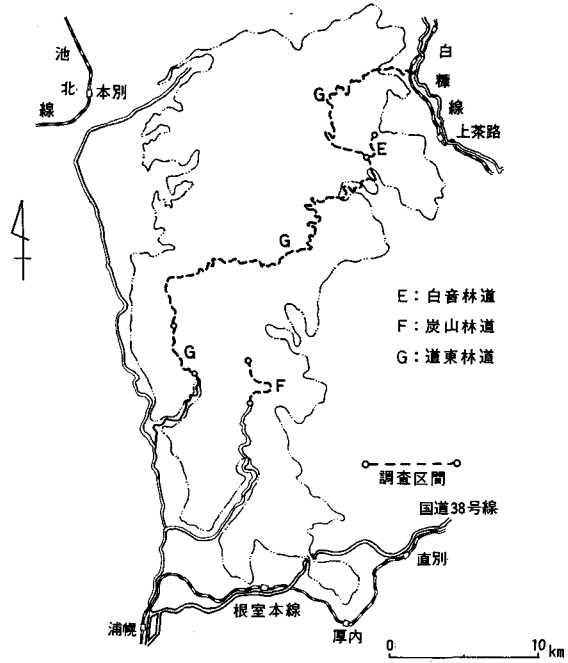 池
北
線
本別
白
糠
線
上茶路
G
E
G
E：白音林道
F：炭山林道
G：道東林道
G
F
調査区間
国道38号線
直別
根室本線
浦幌
厚内
0 10 km